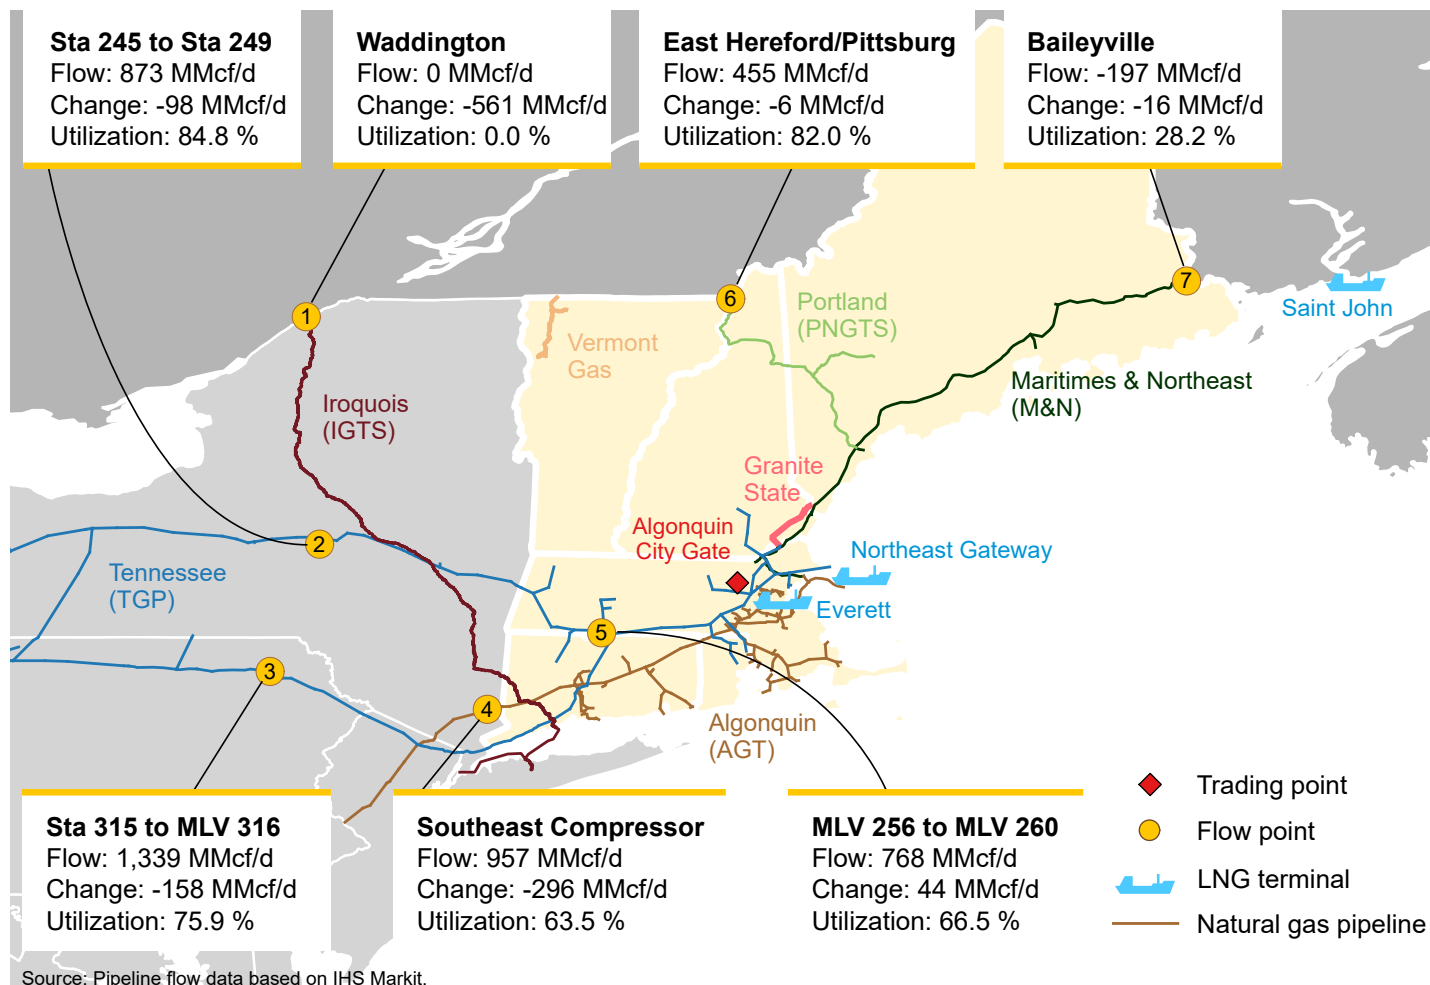 Sta 245 to Sta 249
Flow: 873 MMcf/d
Change: -98 MMcf/d
Utilization: 84.8 %
Waddington
Flow: 0 MMcf/d
Change: -561 MMcf/d
Utilization: 0.0 %
East Hereford/Pittsburg
Flow: 455 MMcf/d
Change: -6 MMcf/d
Utilization: 82.0 %
Baileyville
Flow: -197 MMcf/d
Change: -16 MMcf/d
Utilization: 28.2 %
7
6
1
Portland
(PNGTS)
Saint John
Vermont
Gas
Maritimes & Northeast
(M&N)
Iroquois
(IGTS)
Granite
State
Algonquin
City Gate
2
Northeast Gateway
Tennessee
(TGP)
Everett
5
3
4
Algonquin
(AGT)
Sta 315 to MLV 316
Flow: 1,339 MMcf/d
Change: -158 MMcf/d
Utilization: 75.9 %
Southeast Compressor
Flow: 957 MMcf/d
Change: -296 MMcf/d
Utilization: 63.5 %
MLV 256 to MLV 260
Flow: 768 MMcf/d
Change: 44 MMcf/d
Utilization: 66.5 %
Trading point
Flow point
LNG terminal
Natural gas pipeline
Source: Pipeline flow data based on IHS Markit.